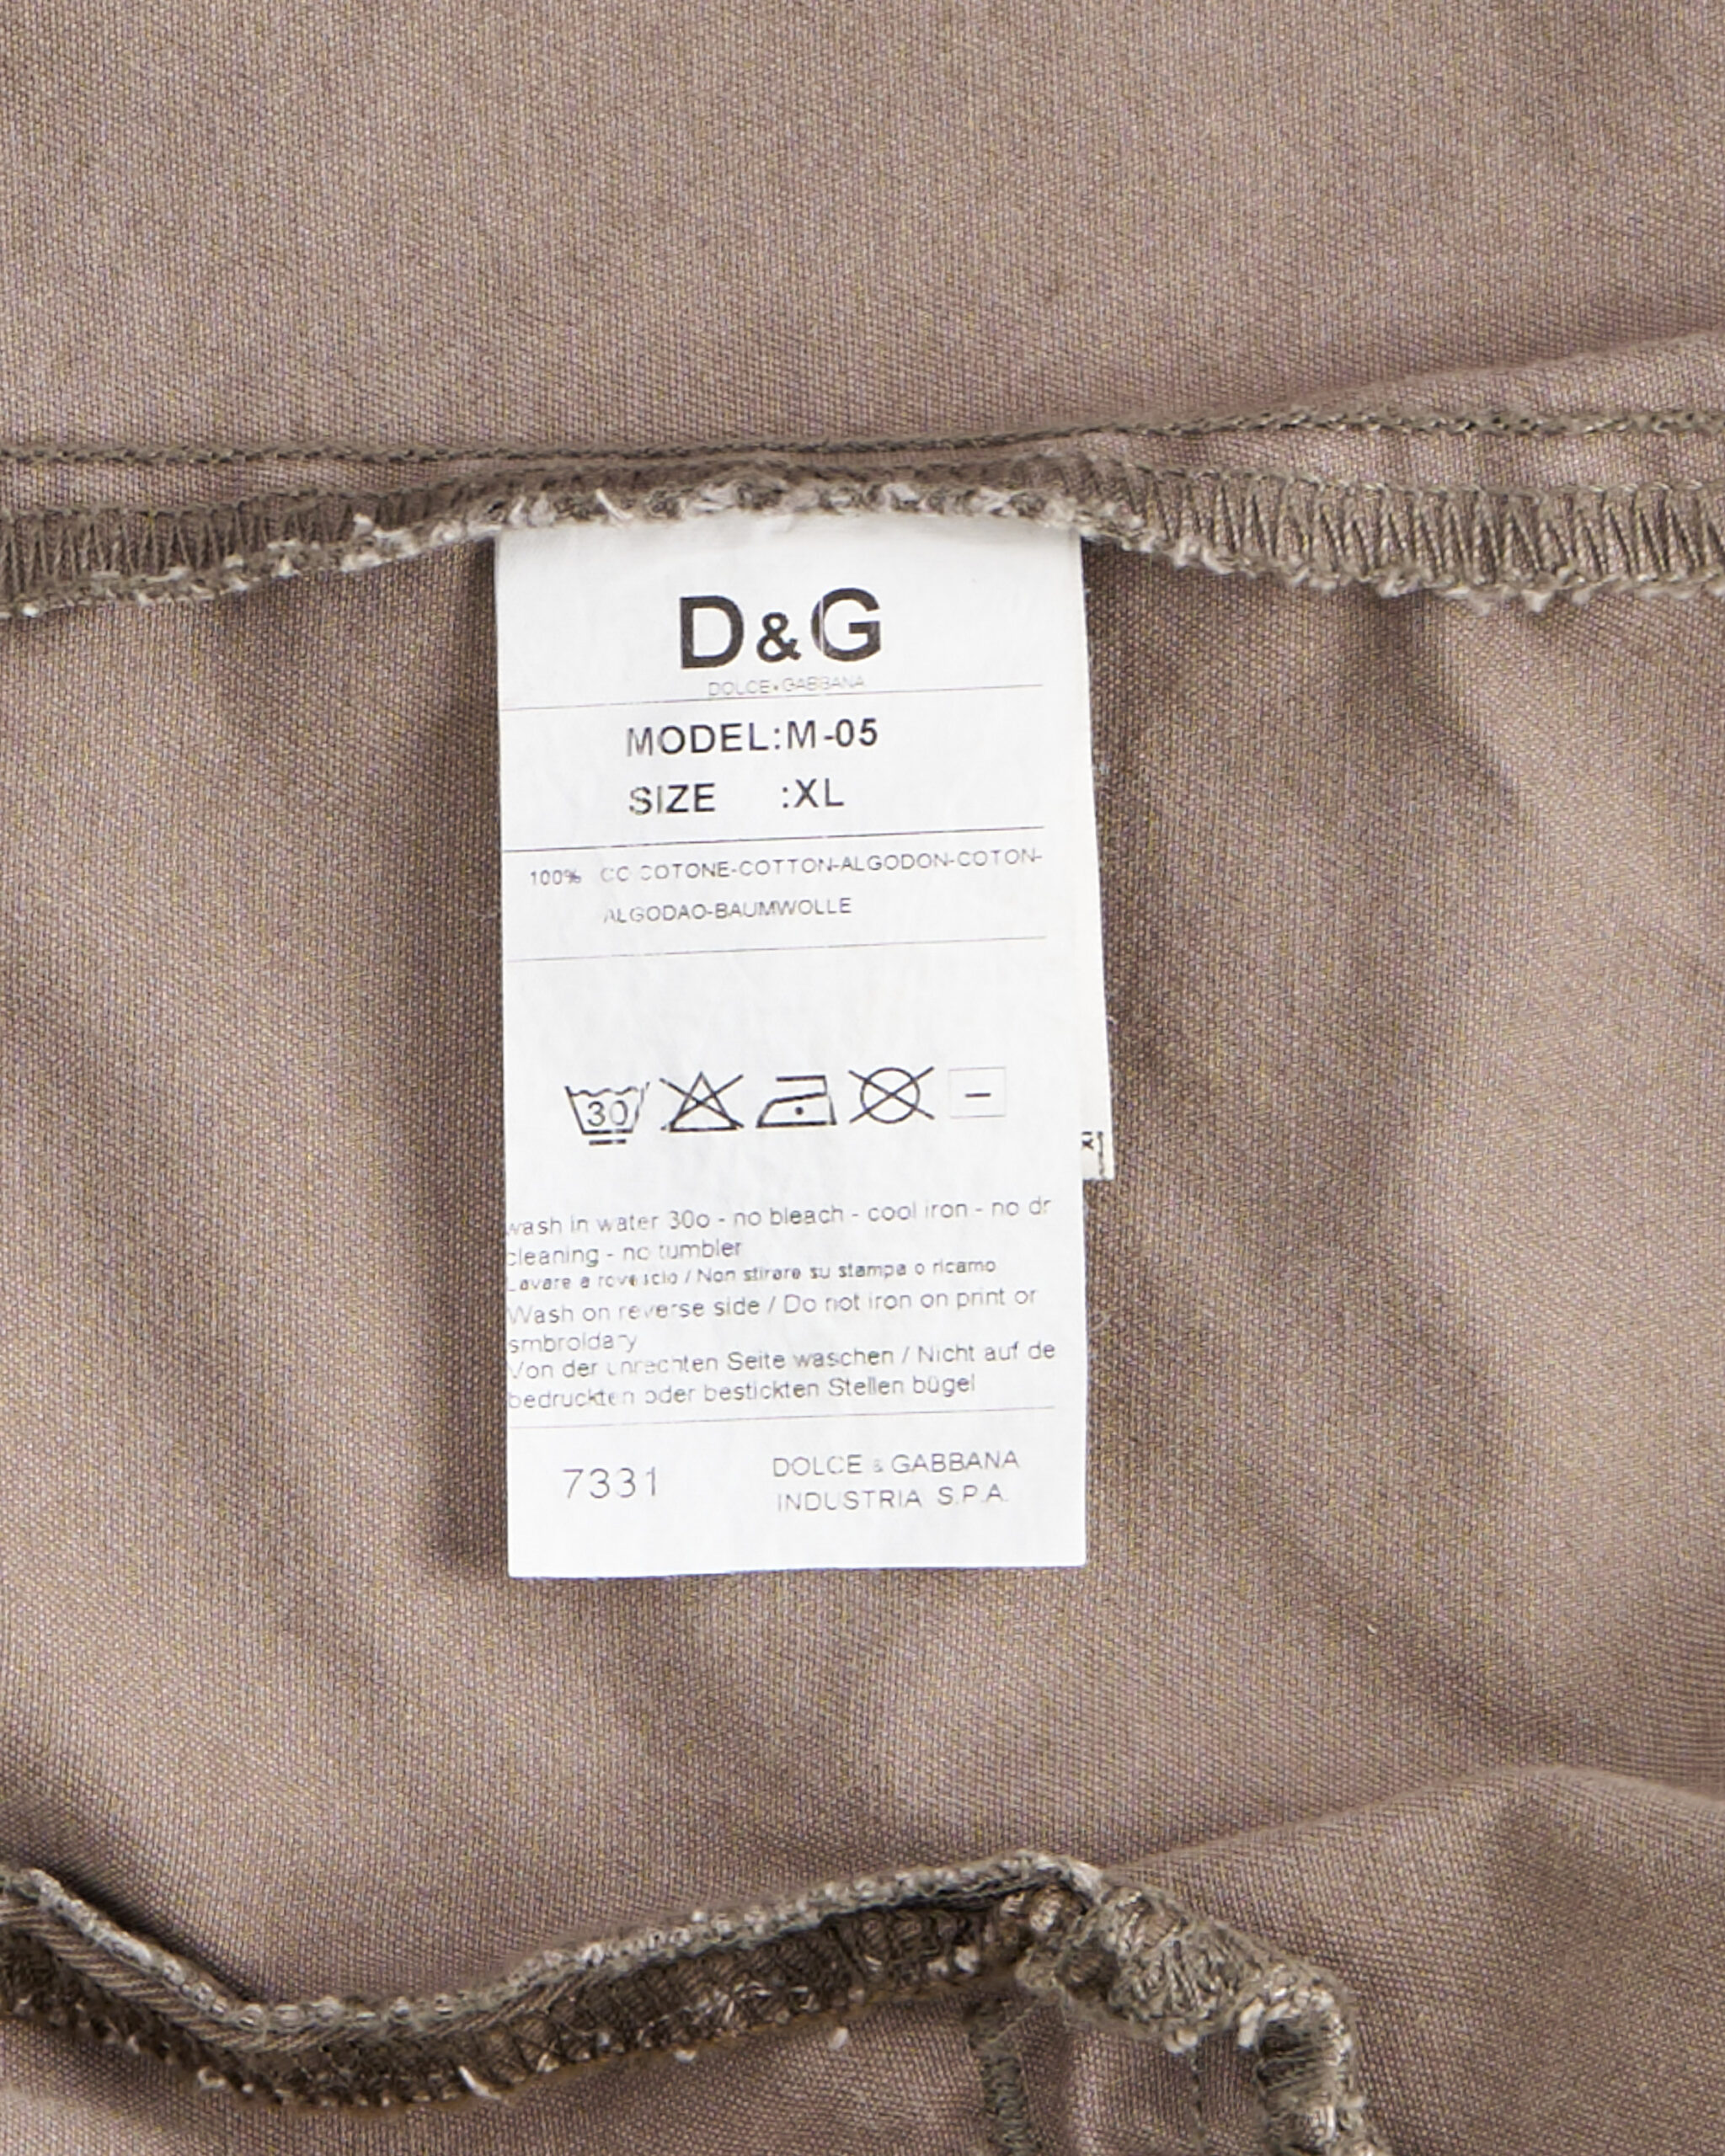 D&G
DOLCE&GABBANA
MODEL:M-05
SIZE :XL
100% CC COTONE-COTTON-ALGODON-COTON-
ALGODAO-BAUMWOLLE
30
wash in water 30o - no bleach - cool iron - no dr
cleaning - no tumbler
Lavare a rovescio / Non stirare su stampa o ricamo
Wash on reverse side / Do not iron on print or
smbroidary
Von der unrechten Seite waschen / Nicht auf de
bedruckten oder bestickten Stellen bügel
7331
DOLCE & GABBANA
INDUSTRIA S.P.A.